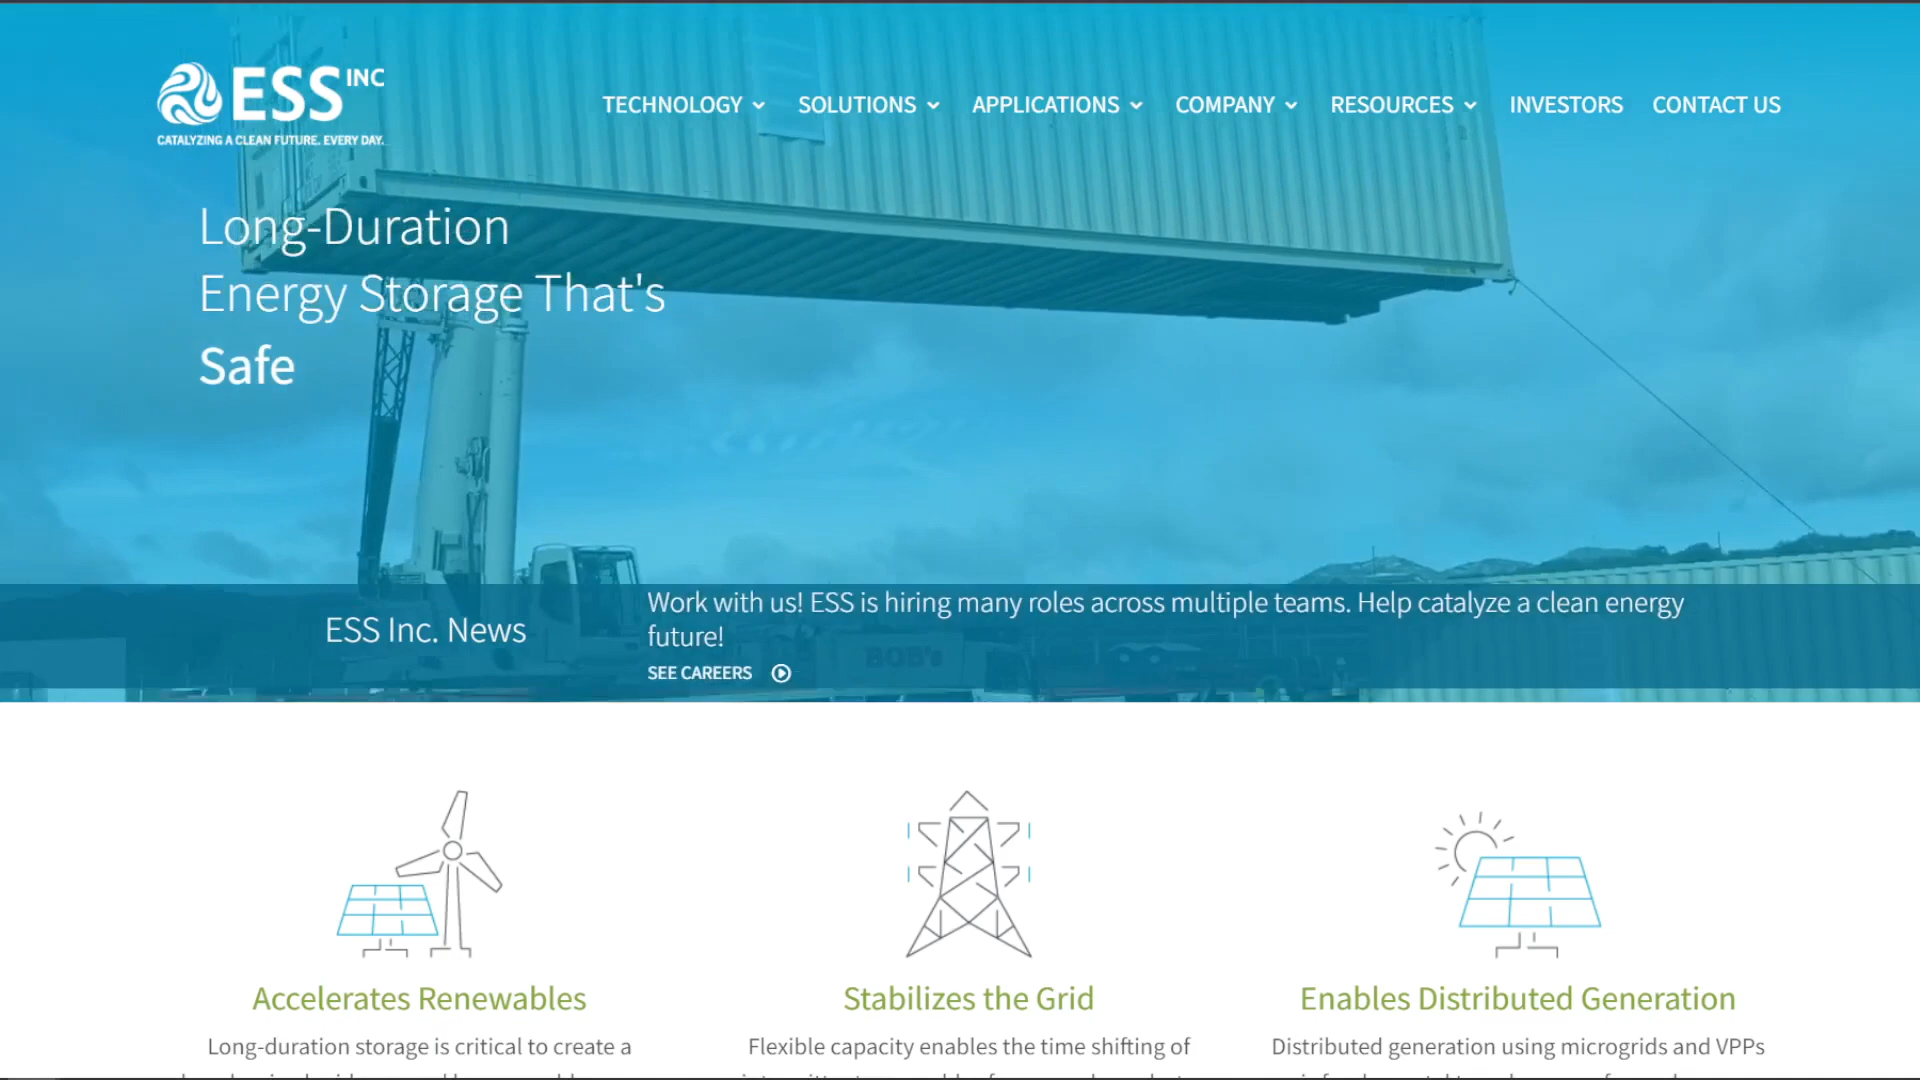 ESS INC
CATALYZING A CLEAN FUTURE. EVERY DAY.
TECHNOLOGY SOLUTIONS APPLICATIONS COMPANY RESOURCES INVESTORS CONTACT US
Long-Duration
Energy Storage That's
Safe
ESS Inc. News
Work with us! ESS is hiring many roles across multiple teams. Help catalyze a clean energy
future!
SEE CAREERS
BOB's
Accelerates Renewables
Long-duration storage is critical to create a
Stabilizes the Grid
Flexible capacity enables the time shifting of
Enables Distributed Generation
Distributed generation using microgrids and VPPs